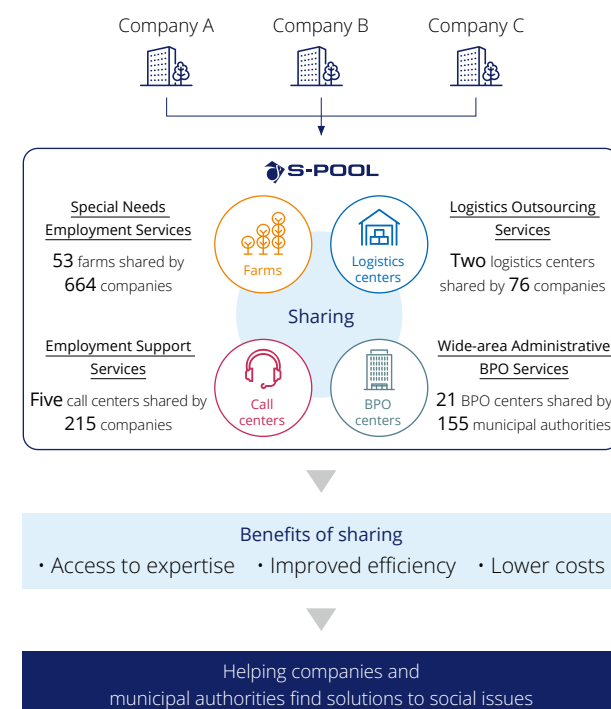 Company A
Company B
Company C
S-POOL
Special Needs
Employment Services
53 farms shared by
664 companies
Farms
Logistics
centers
Logistics Outsourcing
Services
Two logistics centers
shared by 76 companies
Sharing
Employment Support
Services
Five call centers shared by
215 companies
Call
centers
BPO
centers
Wide-area Administrative
BPO Services
21 BPO centers shared by
155 municipal authorities
Benefits of sharing
・Access to expertise ・Improved efficiency ・Lower costs
Helping companies and
municipal authorities find solutions to social issues